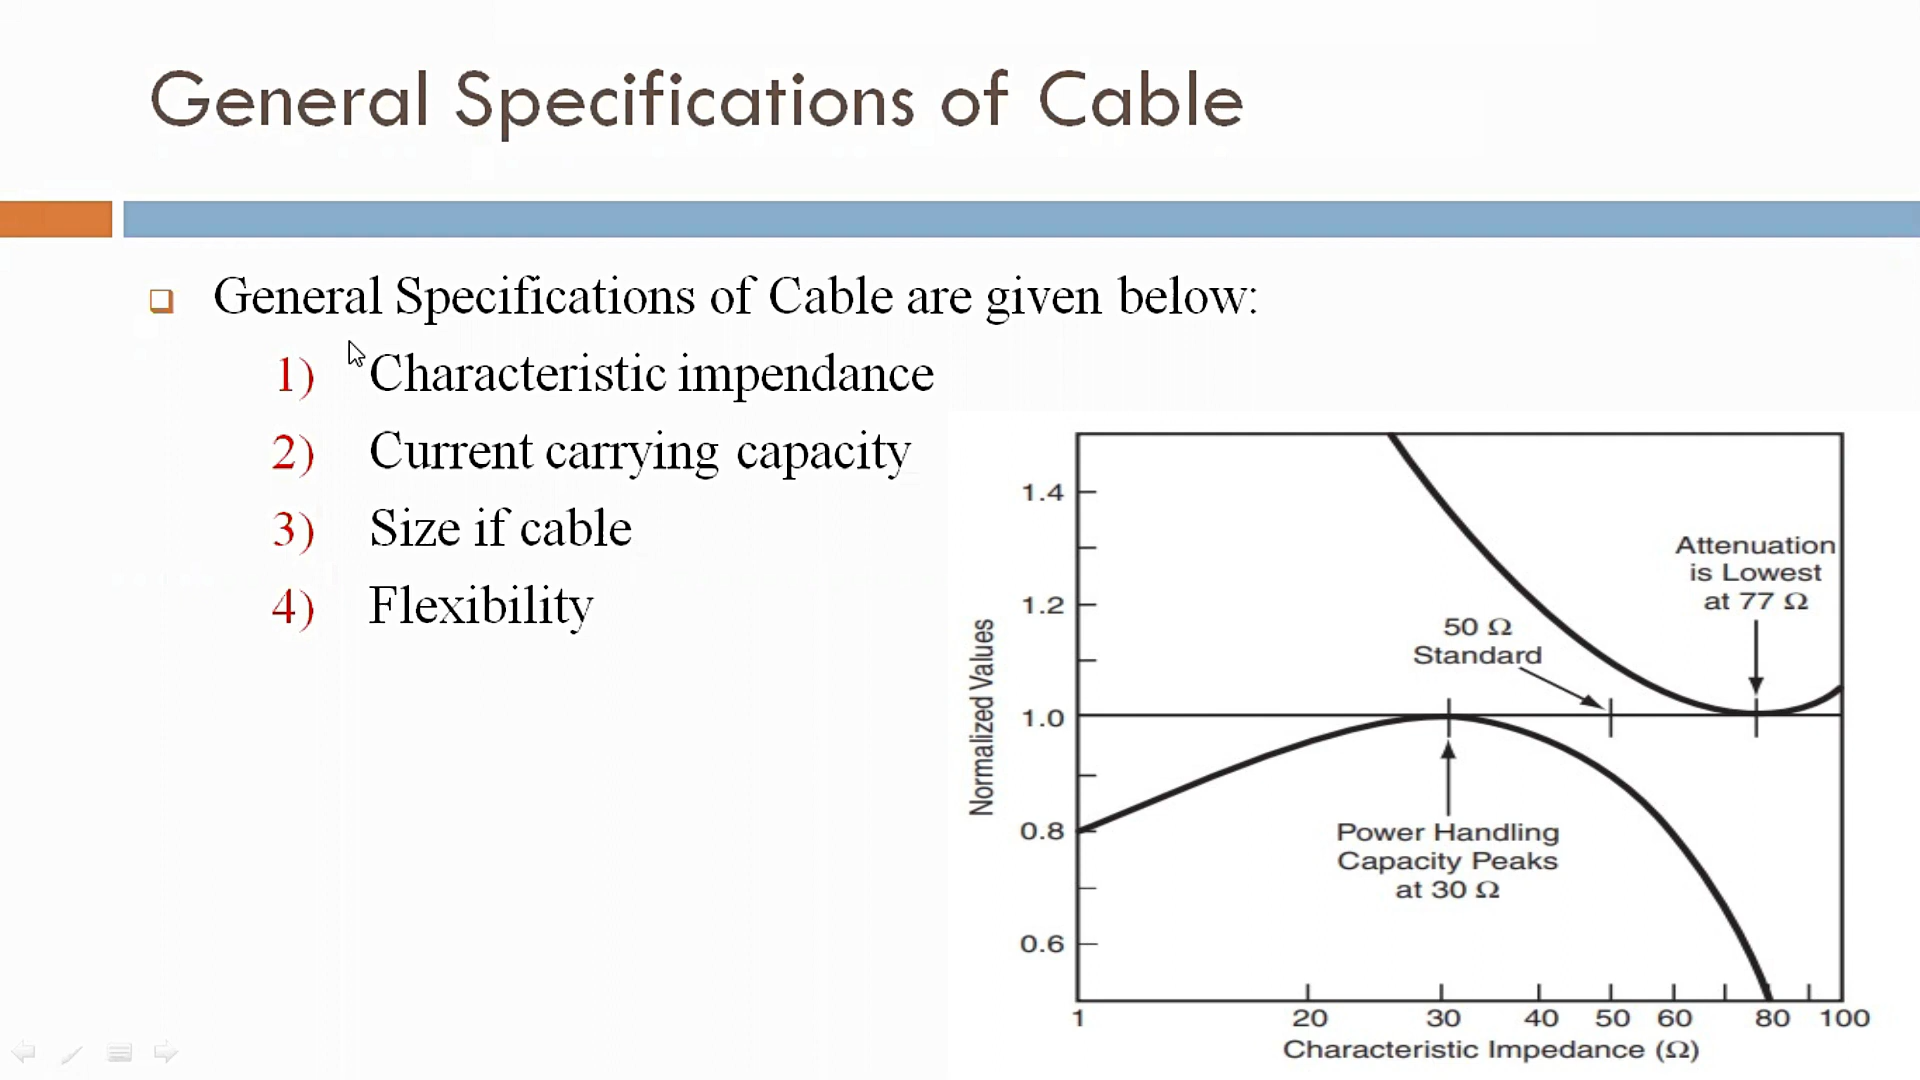 General Specifications of Cable
General Specifications of Cable are given below:
1) Characteristic impendance
2) Current carrying capacity
3) Size if cable
4) Flexibility
Normalized Values
1.4
1.2
1.0
0.8
0.6
Attenuation
is Lowest
at 77 Ω
50 Ω
Standard
Power Handling
Capacity Peaks
at 30 Ω
1 20 30 40 50 60 80 100
Characteristic Impedance (Ω)